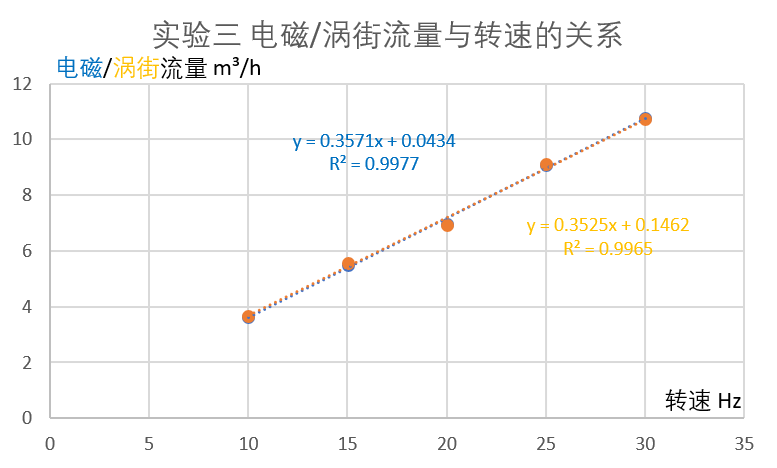 实验三 电磁/涡街流量与转速的关系
电磁/涡街流量 m³/h
12
10
8
6
4
2
0
y = 0.3571x + 0.0434
R² = 0.9977
y = 0.3525x + 0.1462
R² = 0.9965
转速 Hz
0 5 10 15 20 25 30 35